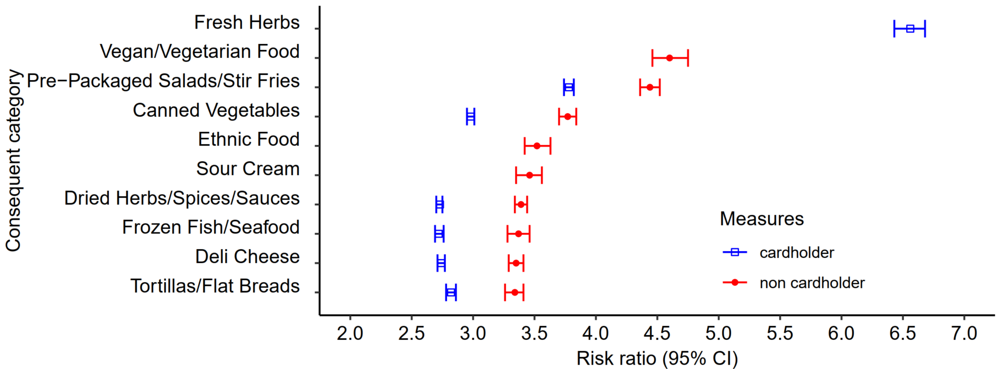 Consequent category
Fresh Herbs
Vegan/Vegetarian Food
Pre−Packaged Salads/Stir Fries
Canned Vegetables
Ethnic Food
Sour Cream
Dried Herbs/Spices/Sauces
Frozen Fish/Seafood
Deli Cheese
Tortillas/Flat Breads
Measures
cardholder
non cardholder
2.0 2.5 3.0 3.5 4.0 4.5 5.0 5.5 6.0 6.5 7.0
Risk ratio (95% CI)